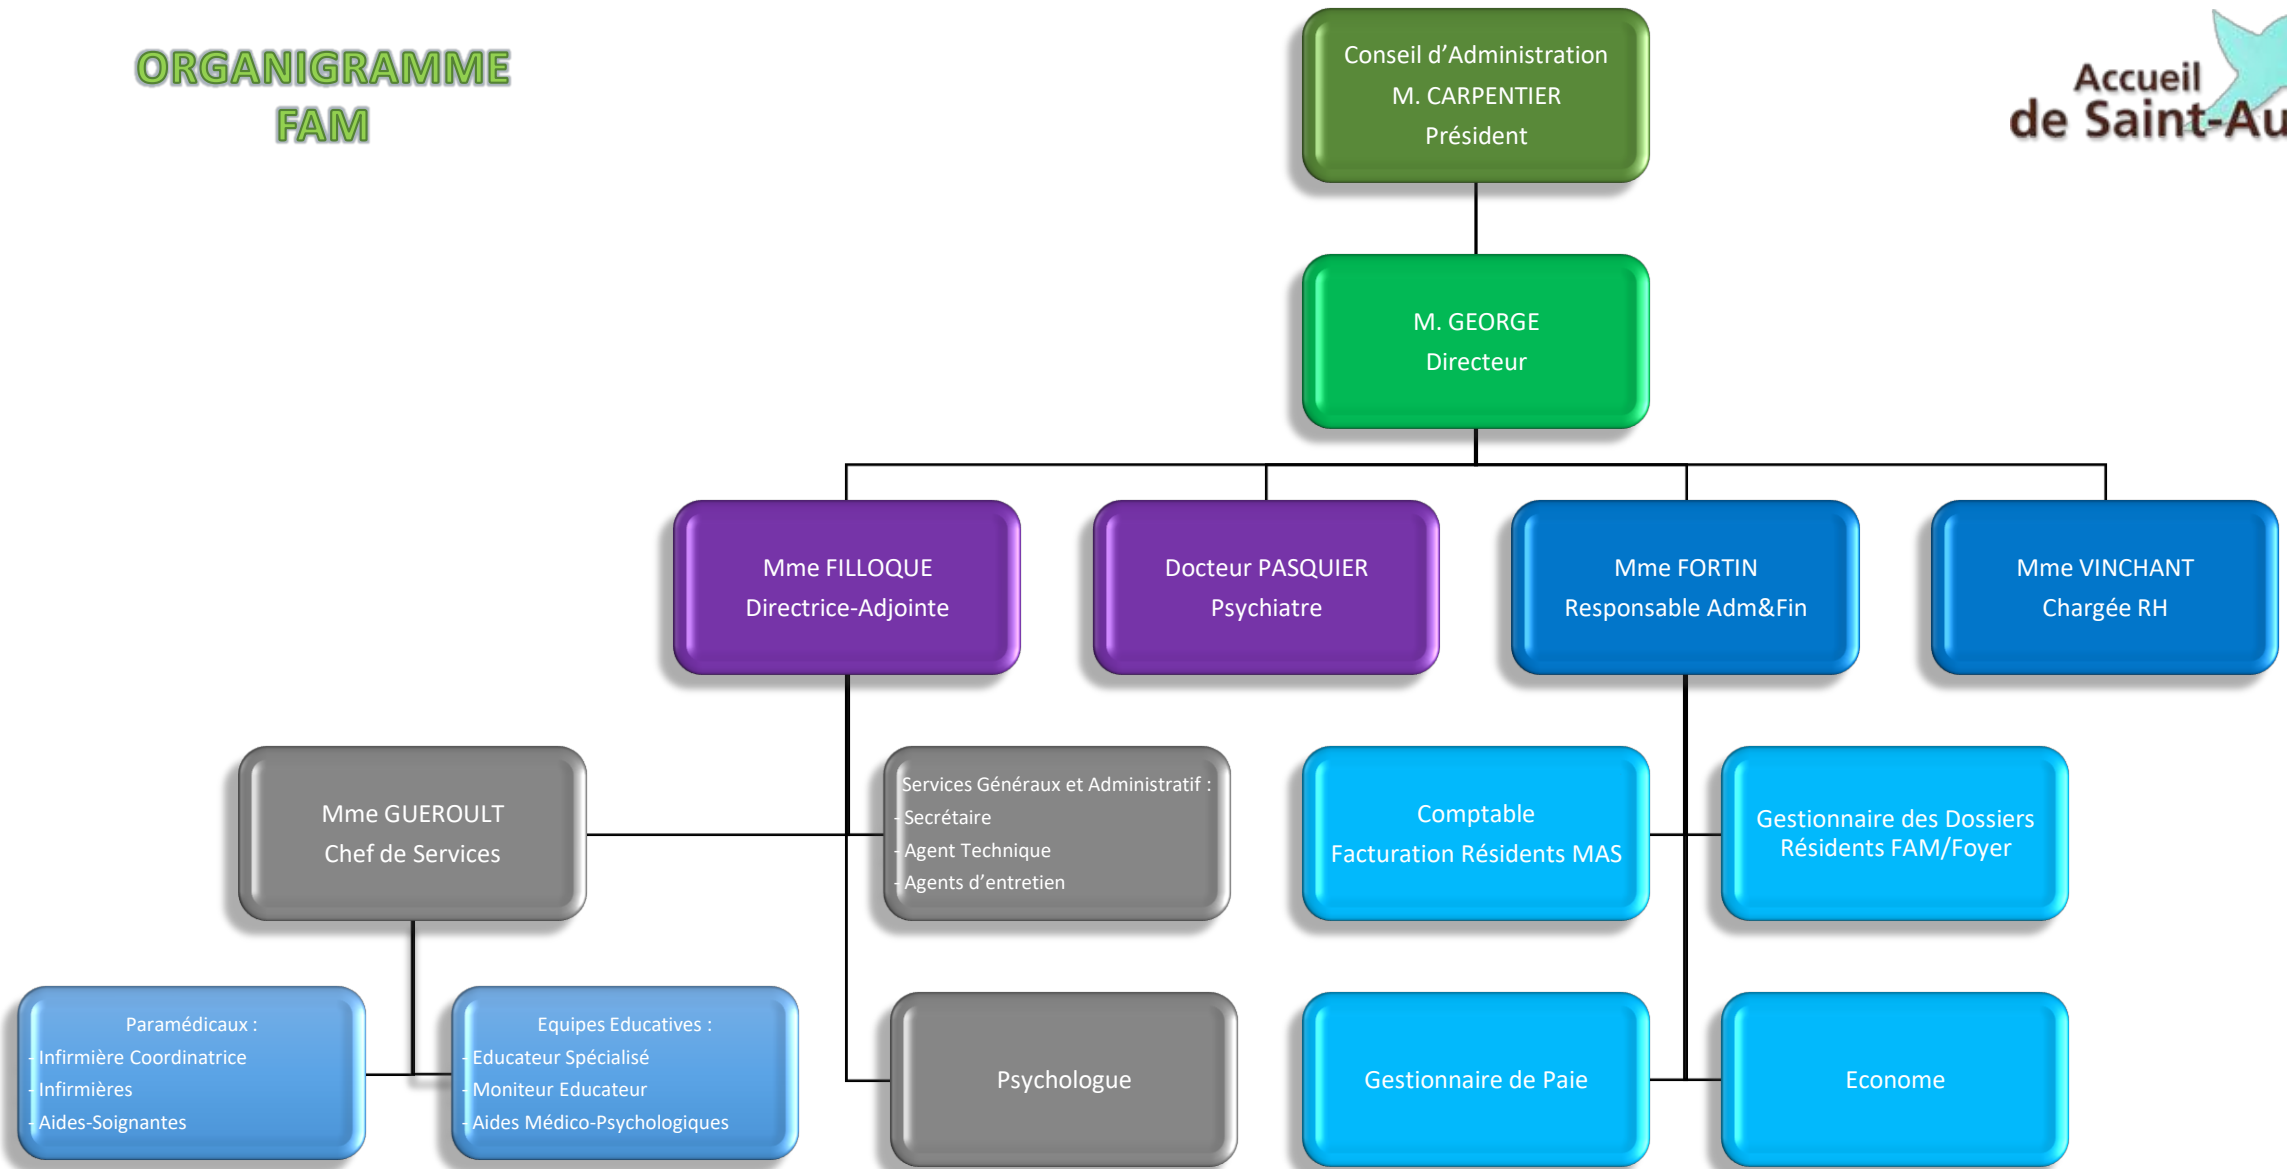 ORGANIGRAMME
FAM
Conseil d’Administration
M. CARPENTIER
Président
Accueil
de Saint-Au
M. GEORGE
Directeur
Mme FILLOQUE
Directrice-Adjointe
Docteur PASQUIER
Psychiatre
Mme FORTIN
Responsable Adm&Fin
Mme VINCHANT
Chargée RH
Mme GUEROULT
Chef de Services
Services Généraux et Administratif :
- Secrétaire
- Agent Technique
- Agents d’entretien
Comptable
Facturation Résidents MAS
Gestionnaire des Dossiers
Résidents FAM/Foyer
Paramédicaux :
- Infirmière Coordinatrice
- Infirmières
- Aides-Soignantes
Equipes Educatives :
- Educateur Spécialisé
- Moniteur Educateur
- Aides Médico-Psychologiques
Psychologue
Gestionnaire de Paie
Econome